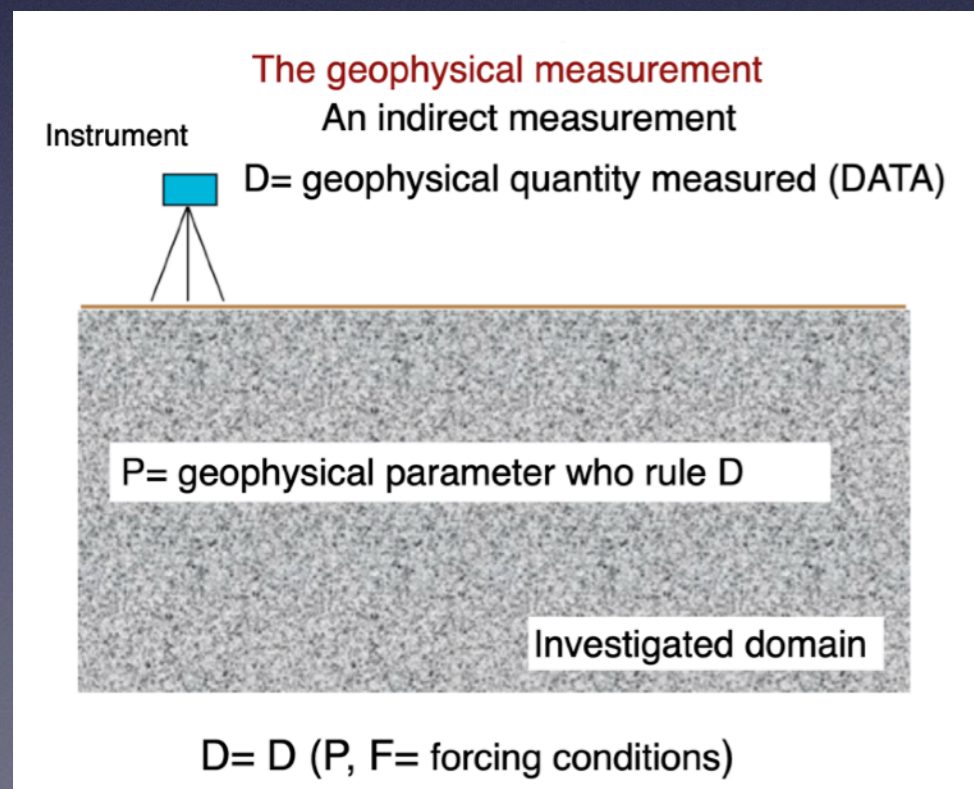 The geophysical measurement
An indirect measurement
Instrument
D= geophysical quantity measured (DATA)
P= geophysical parameter who rule D
Investigated domain
D= D (P, F= forcing conditions)